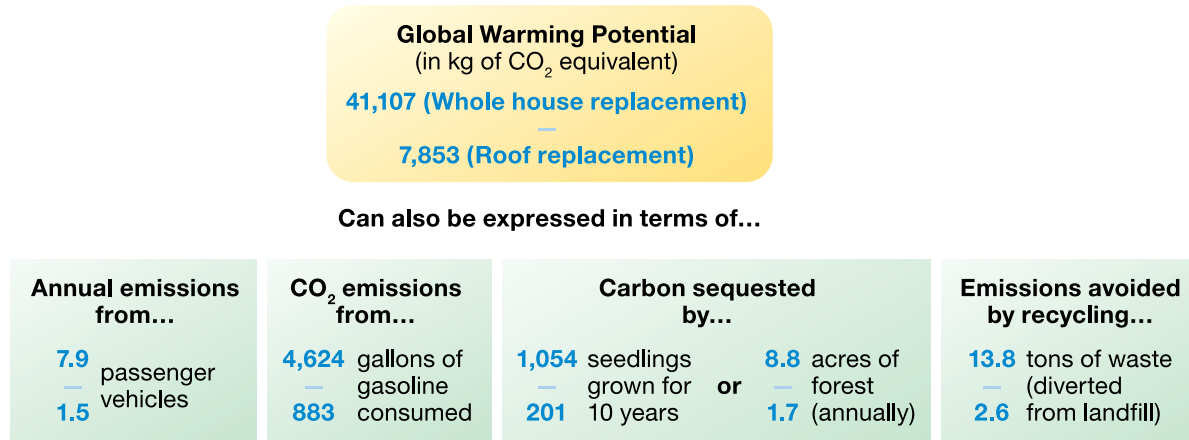 Global Warming Potential
(in kg of CO₂ equivalent)
41,107 (Whole house replacement)
—
7,853 (Roof replacement)
Can also be expressed in terms of…
Annual emissions
from…
7.9
—
1.5
passenger
vehicles
CO₂ emissions
from…
4,624
—
883
gallons of
gasoline
consumed
Carbon sequested
by…
1,054
—
201
seedlings
grown for
10 years
or
8.8
—
1.7
acres of
forest
(annually)
Emissions avoided
by recycling…
13.8
—
2.6
tons of waste
(diverted
from landfill)